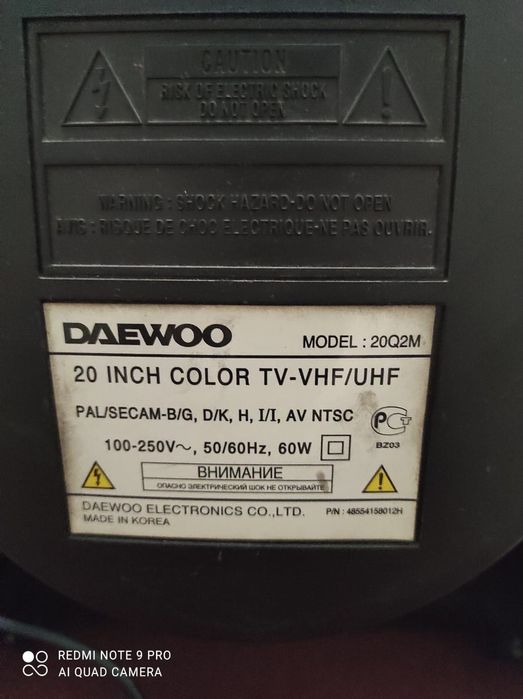 CAUTION
RISK OF ELECTRIC SHOCK
DO NOT OPEN
WARNING : SHOCK HAZARD-DO NOT OPEN
AVIS : RISQUE DE CHOC ELECTRIQUE-NE PAS OUVRIR.
DAEWOO MODEL : 20Q2M
20 INCH COLOR TV-VHF/UHF
PAL/SECAM-B/G, D/K, H, I/I, AV NTSC
РСТ
100-250V~, 50/60Hz, 60W BZ03
ВНИМАНИЕ
ОПАСНО ЭЛЕКТРИЧЕСКИЙ ШОК НЕ ОТКРЫВАЙТЕ
DAEWOO ELECTRONICS CO., LTD. P/N : 48554158012H
MADE IN KOREA
REDMI NOTE 9 PRO
AI QUAD CAMERA